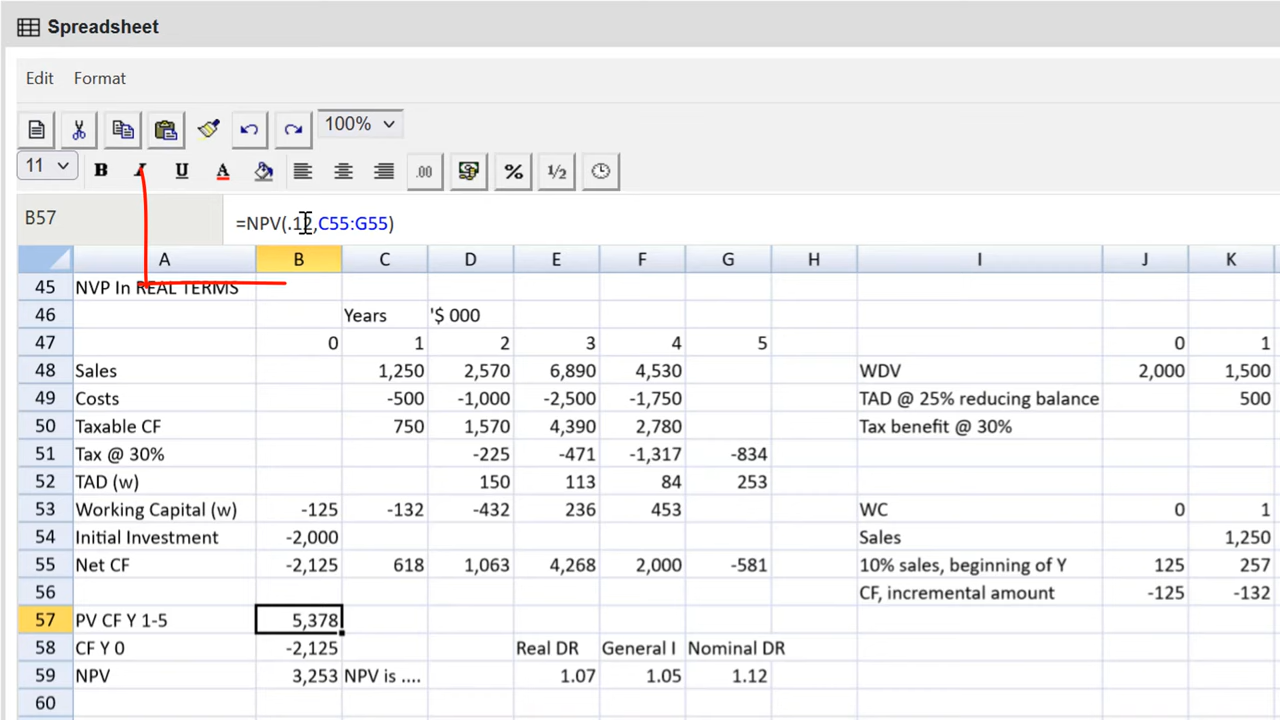 Spreadsheet
Edit Format
100%
11 B I U A .00 % 1/2
B57 =NPV(.12,C55:G55)
A B C D E F G H I J K
45 NVP In REAL TERMS
46 Years '$ 000
47 0 1 2 3 4 5 0 1
48 Sales 1,250 2,570 6,890 4,530 WDV 2,000 1,500
49 Costs -500 -1,000 -2,500 -1,750 TAD @ 25% reducing balance 500
50 Taxable CF 750 1,570 4,390 2,780 Tax benefit @ 30%
51 Tax @ 30% -225 -471 -1,317 -834
52 TAD (w) 150 113 84 253
53 Working Capital (w) -125 -132 -432 236 453 WC 0 1
54 Initial Investment -2,000 Sales 1,250
55 Net CF -2,125 618 1,063 4,268 2,000 -581 10% sales, beginning of Y 125 257
56 CF, incremental amount -125 -132
57 PV CF Y 1-5 5,378
58 CF Y 0 -2,125 Real DR General I Nominal DR
59 NPV 3,253 NPV is .... 1.07 1.05 1.12
60